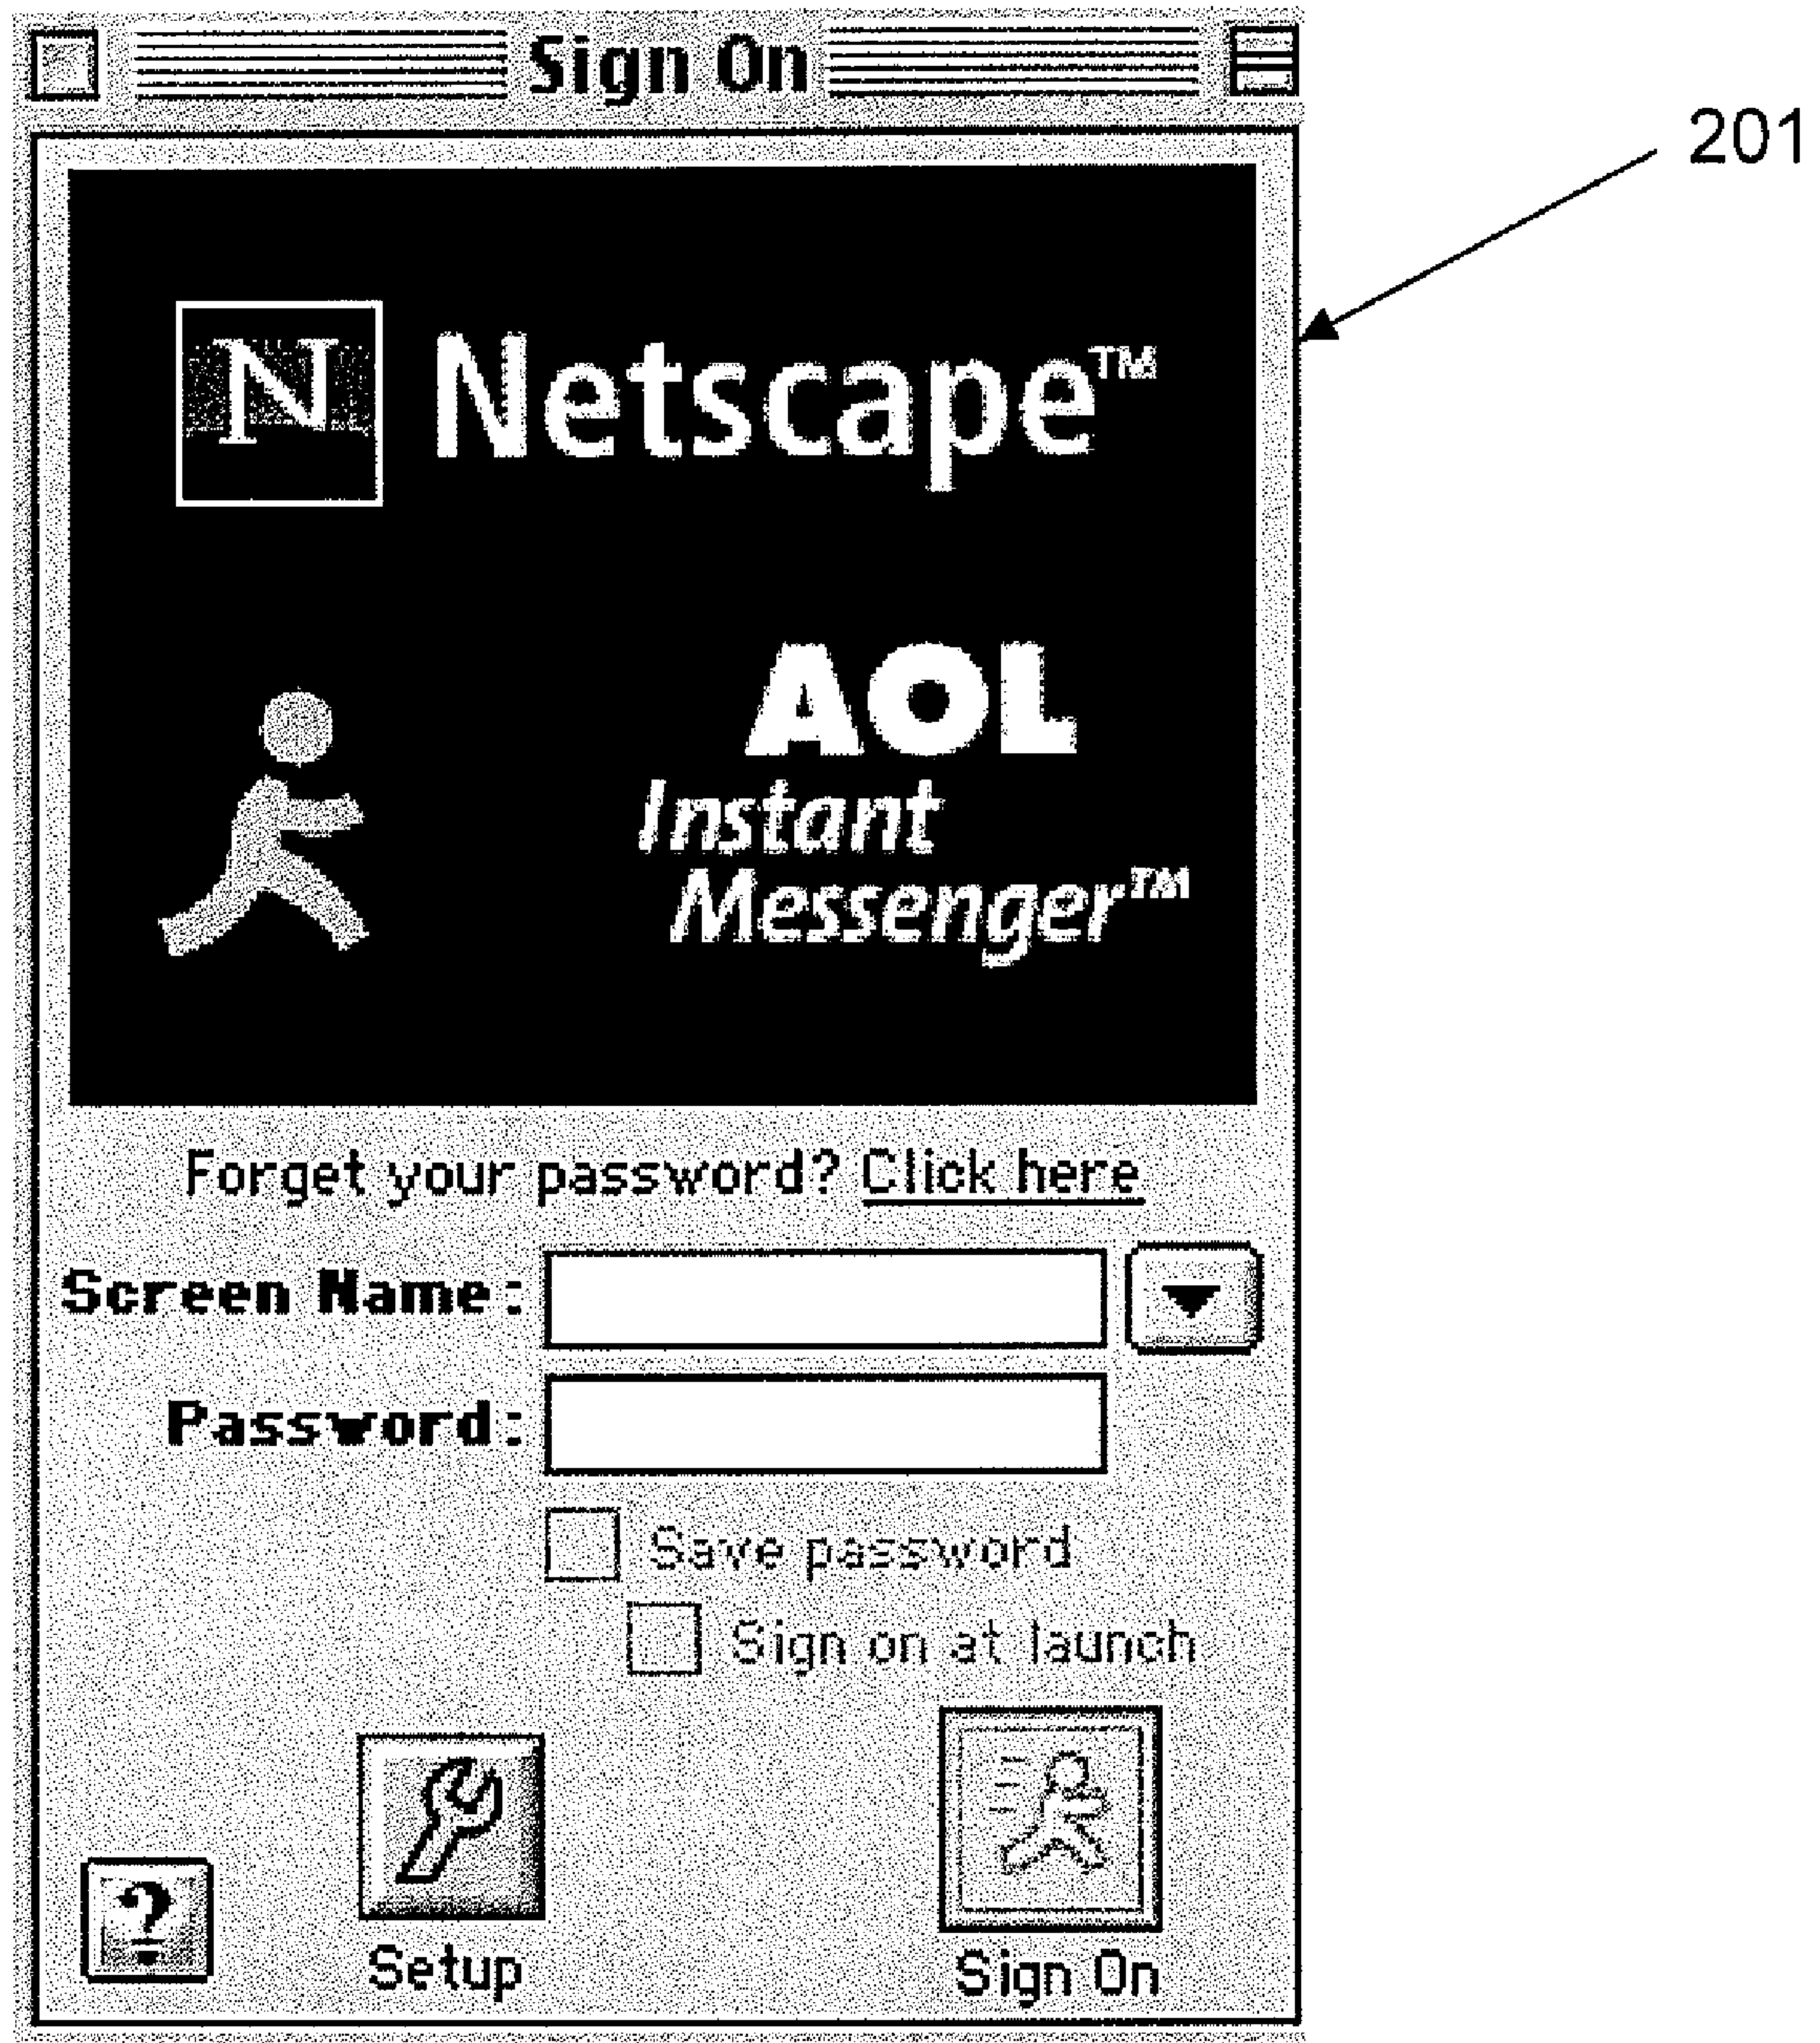 Sign On
201
N Netscape™
AOL
Instant
Messenger™
Forget your password? Click here
Screen Name:
Password:
Save password
Sign on at launch
?
Setup
Sign On